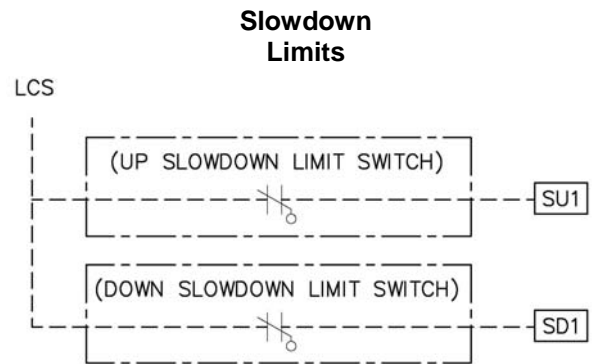 Slowdown
Limits
LCS
(UP SLOWDOWN LIMIT SWITCH)
SU1
(DOWN SLOWDOWN LIMIT SWITCH)
SD1